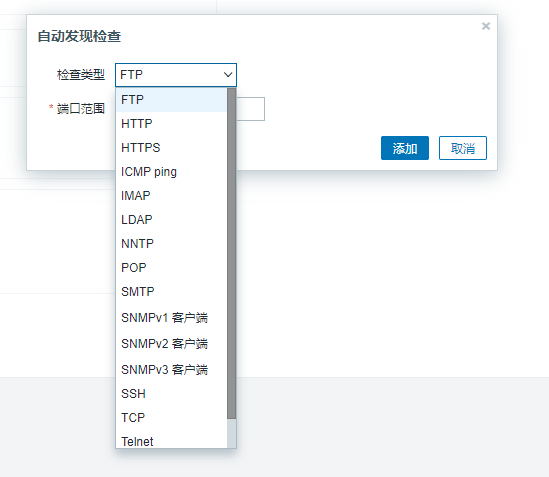 自动发现检查
检查类型 FTP
* 端口范围
FTP
HTTP
HTTPS
ICMP ping
IMAP
LDAP
NNTP
POP
SMTP
SNMPv1 客户端
SNMPv2 客户端
SNMPv3 客户端
SSH
TCP
Telnet
添加 取消